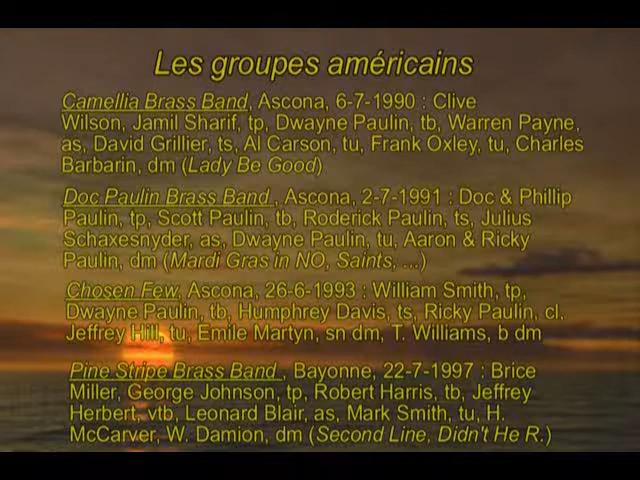 Les groupes américains
Camellia Brass Band, Ascona, 6-7-1990 : Clive
Wilson, Jamil Sharif, tp, Dwayne Paulin, tb, Warren Payne,
as, David Grillier, ts, Al Carson, tu, Frank Oxley, tu, Charles
Barbarin, dm (Lady Be Good)
Doc Paulin Brass Band , Ascona, 2-7-1991 : Doc & Phillip
Paulin, tp, Scott Paulin, tb, Roderick Paulin, ts, Julius
Schaxesnyder, as, Dwayne Paulin, tu, Aaron & Ricky
Paulin, dm (Mardi Gras in NO, Saints, ...)
Chosen Few, Ascona, 26-6-1993 : William Smith, tp,
Dwayne Paulin, tb, Humphrey Davis, ts, Ricky Paulin, cl,
Jeffrey Hill, tu, Emile Martyn, sn dm, T. Williams, b dm
Pine Stripe Brass Band , Bayonne, 22-7-1997 : Brice
Miller, George Johnson, tp, Robert Harris, tb, Jeffrey
Herbert, vtb, Leonard Blair, as, Mark Smith, tu, H.
McCarver, W. Damion, dm (Second Line, Didn't He R.)